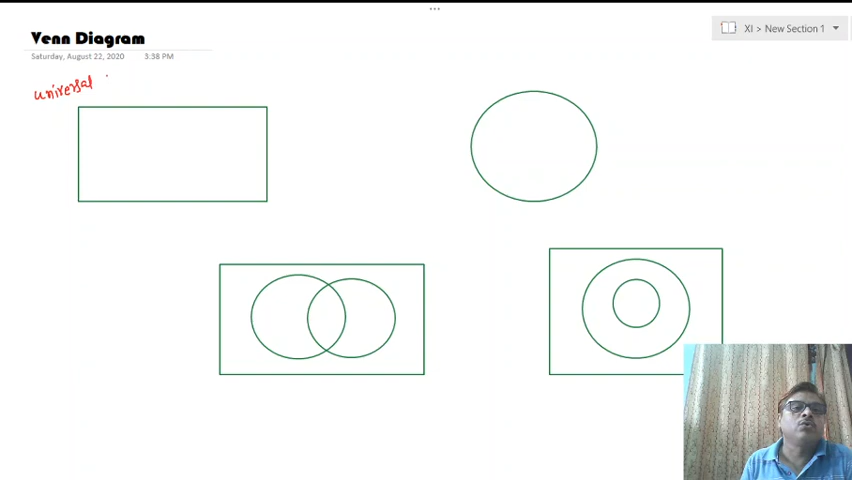 Venn Diagram
Saturday, August 22, 2020 3:38 PM
XI > New Section 1
universal